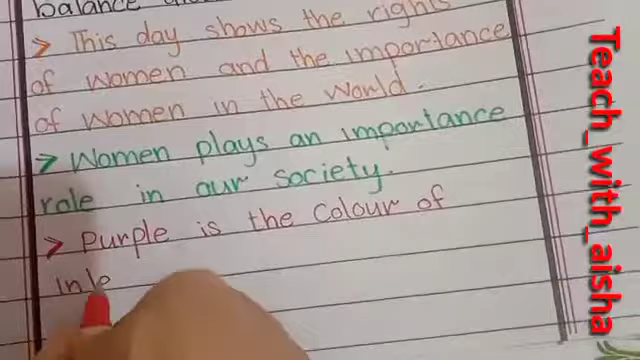 balance
> This day shows the rights
of women and the importance
of women in the world.
> Women plays an importance
role in our society.
> Purple is the colour of
Teach_with_aisha